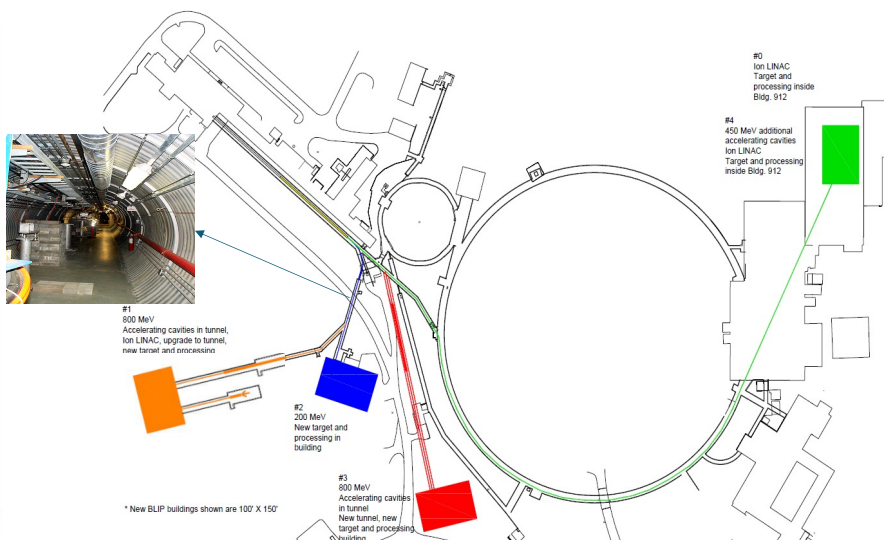 #0
Ion LINAC
Target and
processing inside
Bldg. 912
#4
450 MeV additional
accelerating cavities
Ion LINAC
Target and processing
inside Bldg. 912
#1
800 MeV
Accelerating cavities in tunnel,
Ion LINAC, upgrade to tunnel,
new target and processing
#2
200 MeV
New target and
processing in
building
#3
800 MeV
Accelerating cavities
in tunnel
New tunnel, new
target and processing
building
* New BLIP buildings shown are 100' X 150'